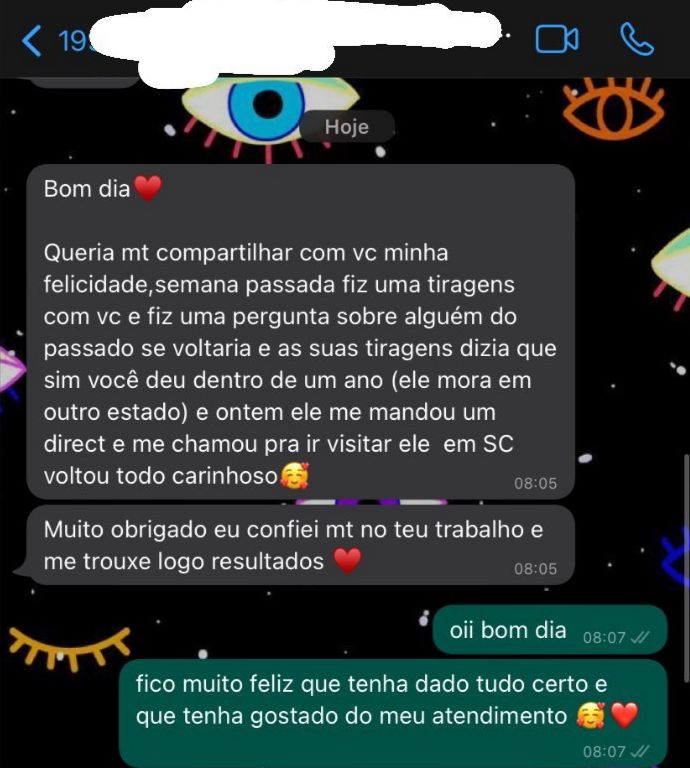 19
Hoje
Bom dia♥️
Queria mt compartilhar com vc minha
felicidade,semana passada fiz uma tiragens
com vc e fiz uma pergunta sobre alguém do
passado se voltaria e as suas tiragens dizia que
sim você deu dentro de um ano (ele mora em
outro estado) e ontem ele me mandou um
direct e me chamou pra ir visitar ele  em SC
voltou todo carinhoso🥰
08:05
Muito obrigado eu confiei mt no teu trabalho e
me trouxe logo resultados ♥️
08:05
oii bom dia 08:07
fico muito feliz que tenha dado tudo certo e
que tenha gostado do meu atendimento 🥰❤️
08:07